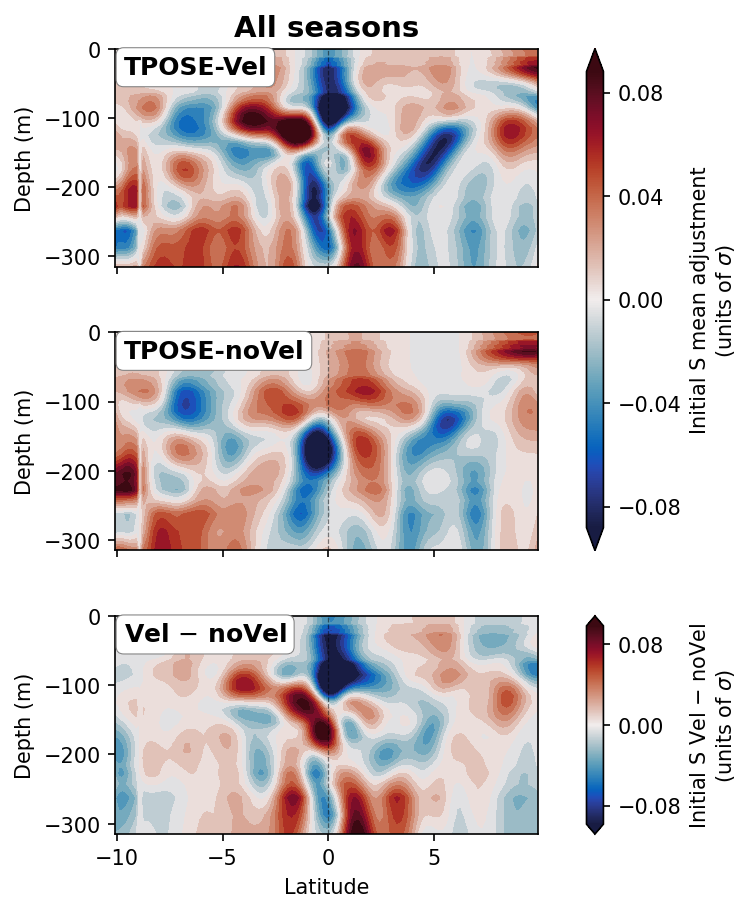 All seasons
TPOSE-Vel
0
−100
−200
−300
Depth (m)
TPOSE-noVel
0
−100
−200
−300
Depth (m)
0.08
0.04
0.00
−0.04
−0.08
Initial S mean adjustment
(units of σ)
Vel − noVel
0
−100
−200
−300
Depth (m)
−10
−5
0
5
Latitude
0.08
0.00
−0.08
Initial S Vel − noVel
(units of σ)